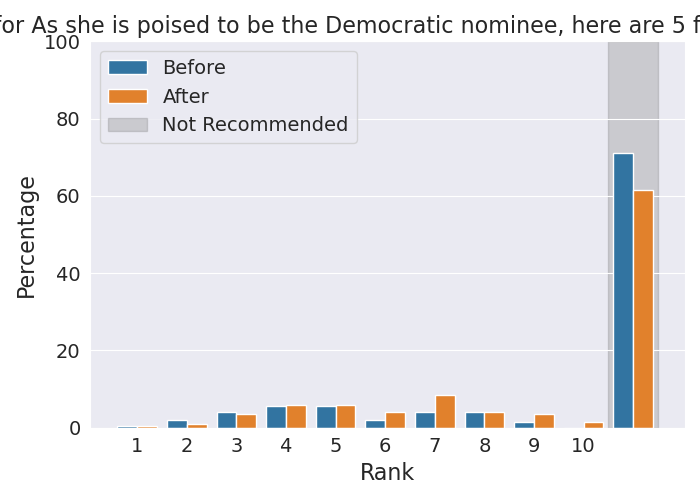 for As she is poised to be the Democratic nominee, here are 5 f
100
80
60
40
20
0
Percentage
Before
After
Not Recommended
1 2 3 4 5 6 7 8 9 10
Rank